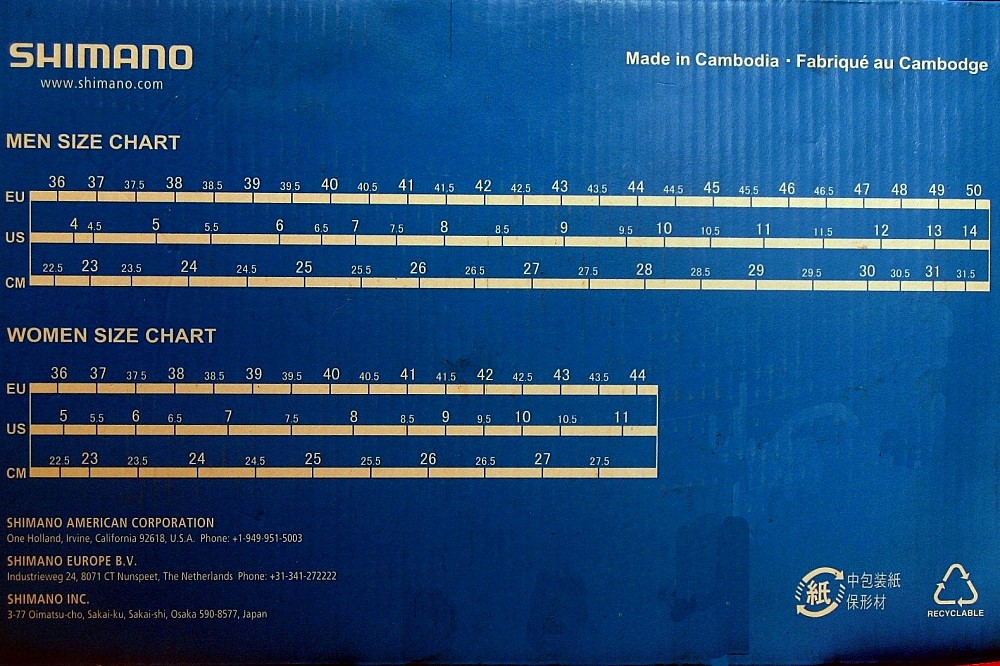 SHIMANO
www.shimano.com
Made in Cambodia · Fabriqué au Cambodge
MEN SIZE CHART
EU 36 37 37.5 38 38.5 39 39.5 40 40.5 41 41.5 42 42.5 43 43.5 44 44.5 45 45.5 46 46.5 47 48 49 50
US 4 4.5 5 5.5 6 6.5 7 7.5 8 8.5 9 9.5 10 10.5 11 11.5 12 13 14
CM 22.5 23 23.5 24 24.5 25 25.5 26 26.5 27 27.5 28 28.5 29 29.5 30 30.5 31 31.5
WOMEN SIZE CHART
EU 36 37 37.5 38 38.5 39 39.5 40 40.5 41 41.5 42 42.5 43 43.5 44
US 5 5.5 6 6.5 7 7.5 8 8.5 9 9.5 10 10.5 11
CM 22.5 23 23.5 24 24.5 25 25.5 26 26.5 27 27.5
SHIMANO AMERICAN CORPORATION
One Holland, Irvine, California 92618, U.S.A. Phone: +1-949-951-5003
SHIMANO EUROPE B.V.
Industrieweg 24, 8071 CT Nunspeet, The Netherlands Phone: +31-341-272222
SHIMANO INC.
3-77 Oimatsu-cho, Sakai-ku, Sakai-shi, Osaka 590-8577, Japan
紙
中包装紙
保形材
RECYCLABLE